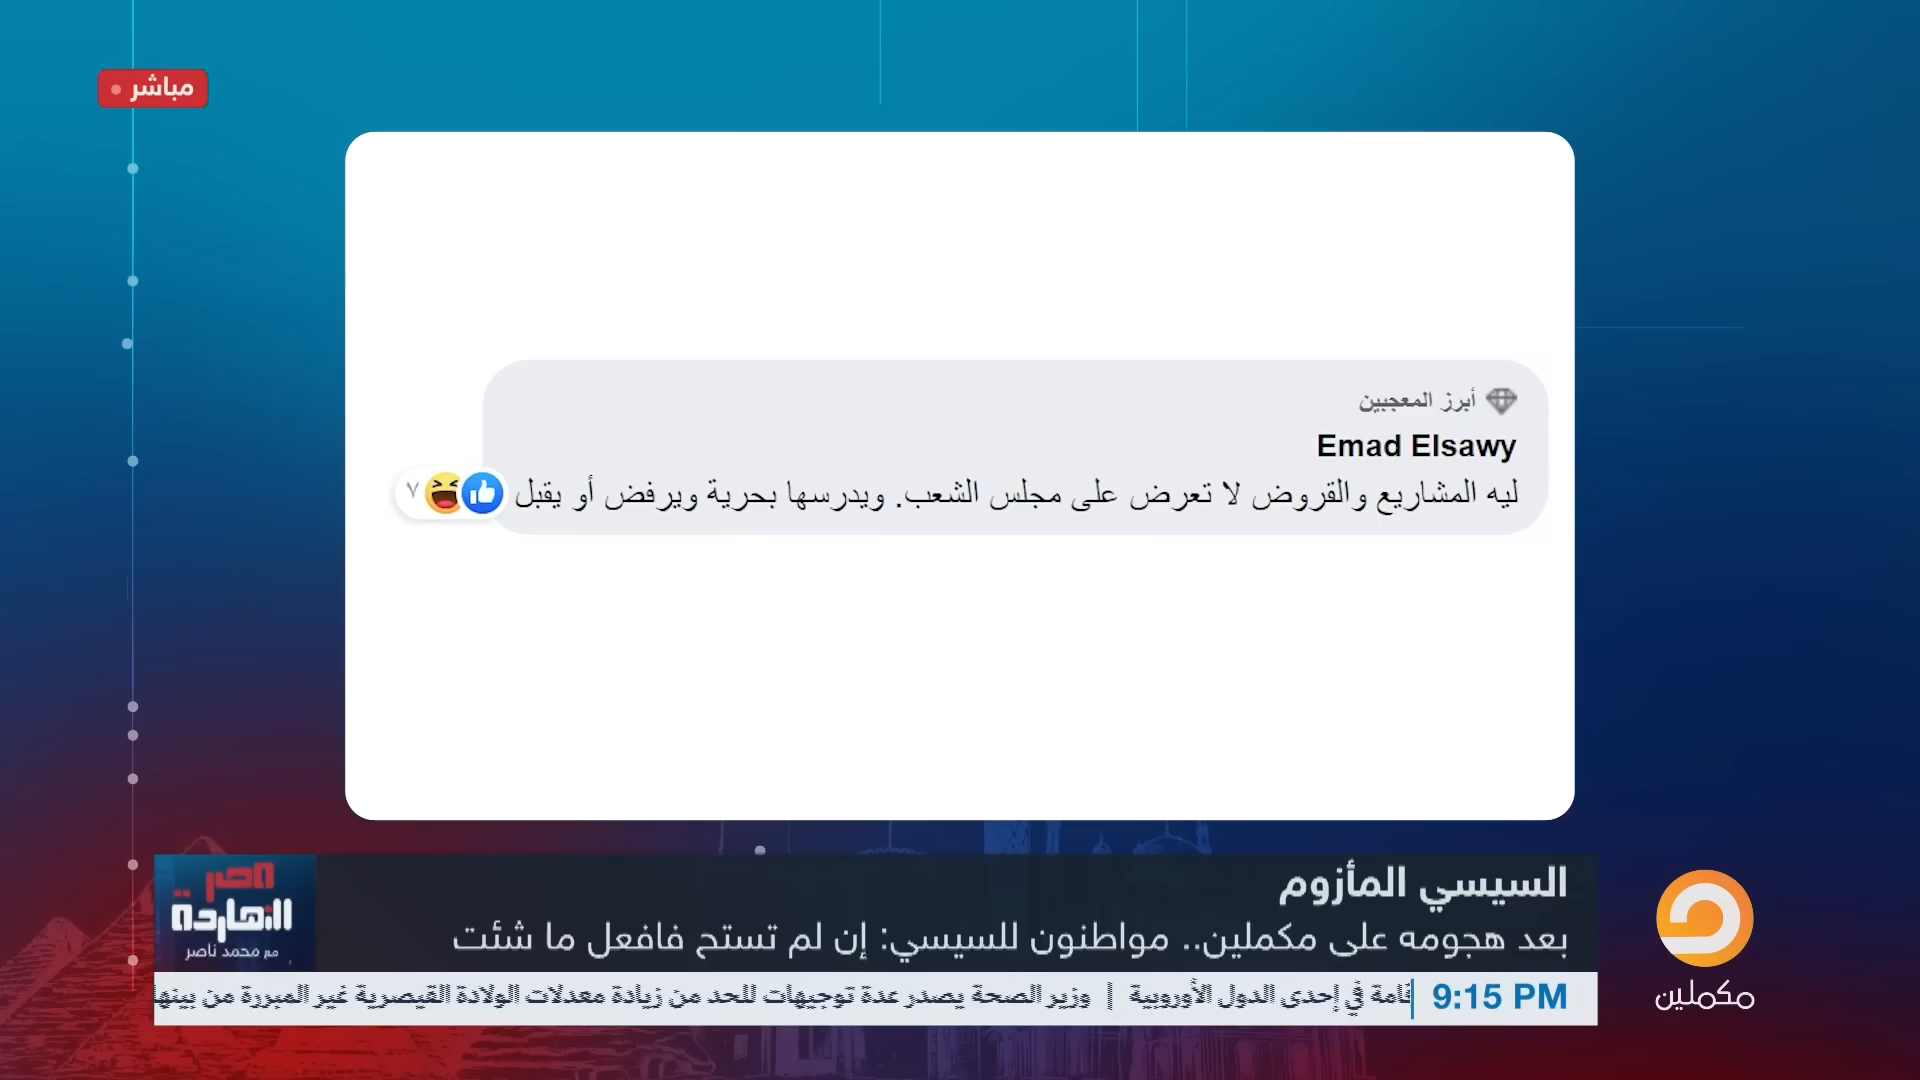 مباشر
أبرز المعجبين
Emad Elsawy
ليه المشاريع والقروض لا تعرض على مجلس الشعب. ويدرسها بحرية ويرفض أو يقبل
٧
السيسي المأزوم
بعد هجومه على مكملين.. مواطنون للسيسي: إن لم تستح فافعل ما شئت
مصر
النهاردة
مع محمد ناصر
9:15 PM
قامة في إحدى الدول الأوروبية | وزير الصحة يصدر عدة توجيهات للحد من زيادة معدلات الولادة القيصرية غير المبررة من بينها
مكملين